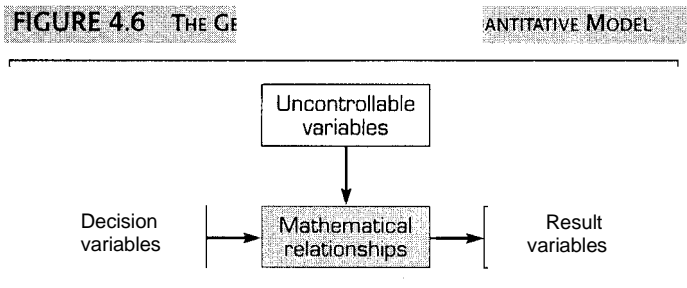 FIGURE 4.6 THE GE ANTITATIVE MODEL
Uncontrollable
variables
Decision
variables
Mathematical
relationships
Result
variables